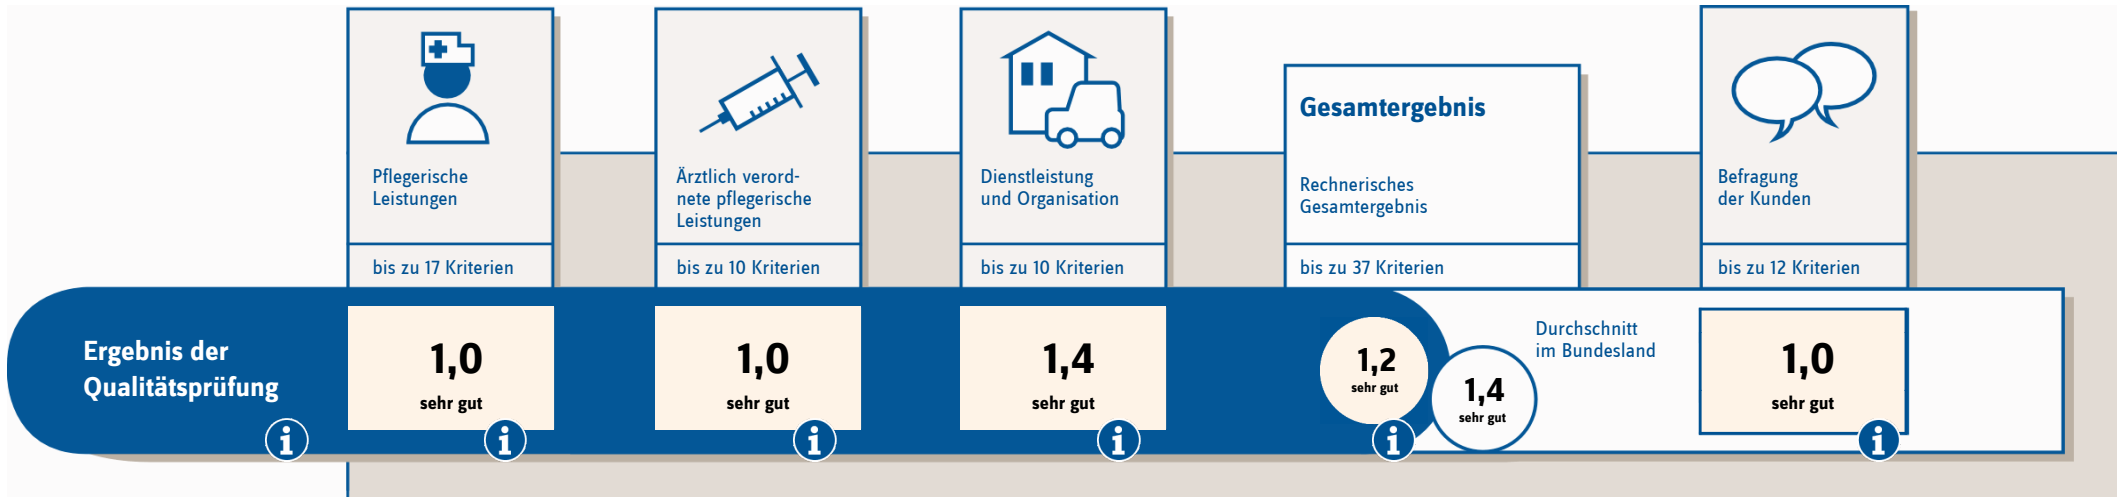 Pflegerische
Leistungen
bis zu 17 Kriterien
Ärztlich verord-
nete pflegerische
Leistungen
bis zu 10 Kriterien
Dienstleistung
und Organisation
bis zu 10 Kriterien
Gesamtergebnis
Rechnerisches
Gesamtergebnis
bis zu 37 Kriterien
Befragung
der Kunden
bis zu 12 Kriterien
Ergebnis der
Qualitätsprüfung
i
1,0
sehr gut
i
1,0
sehr gut
i
1,4
sehr gut
i
1,2
sehr gut
i
1,4
sehr gut
Durchschnitt
im Bundesland
1,0
sehr gut
i